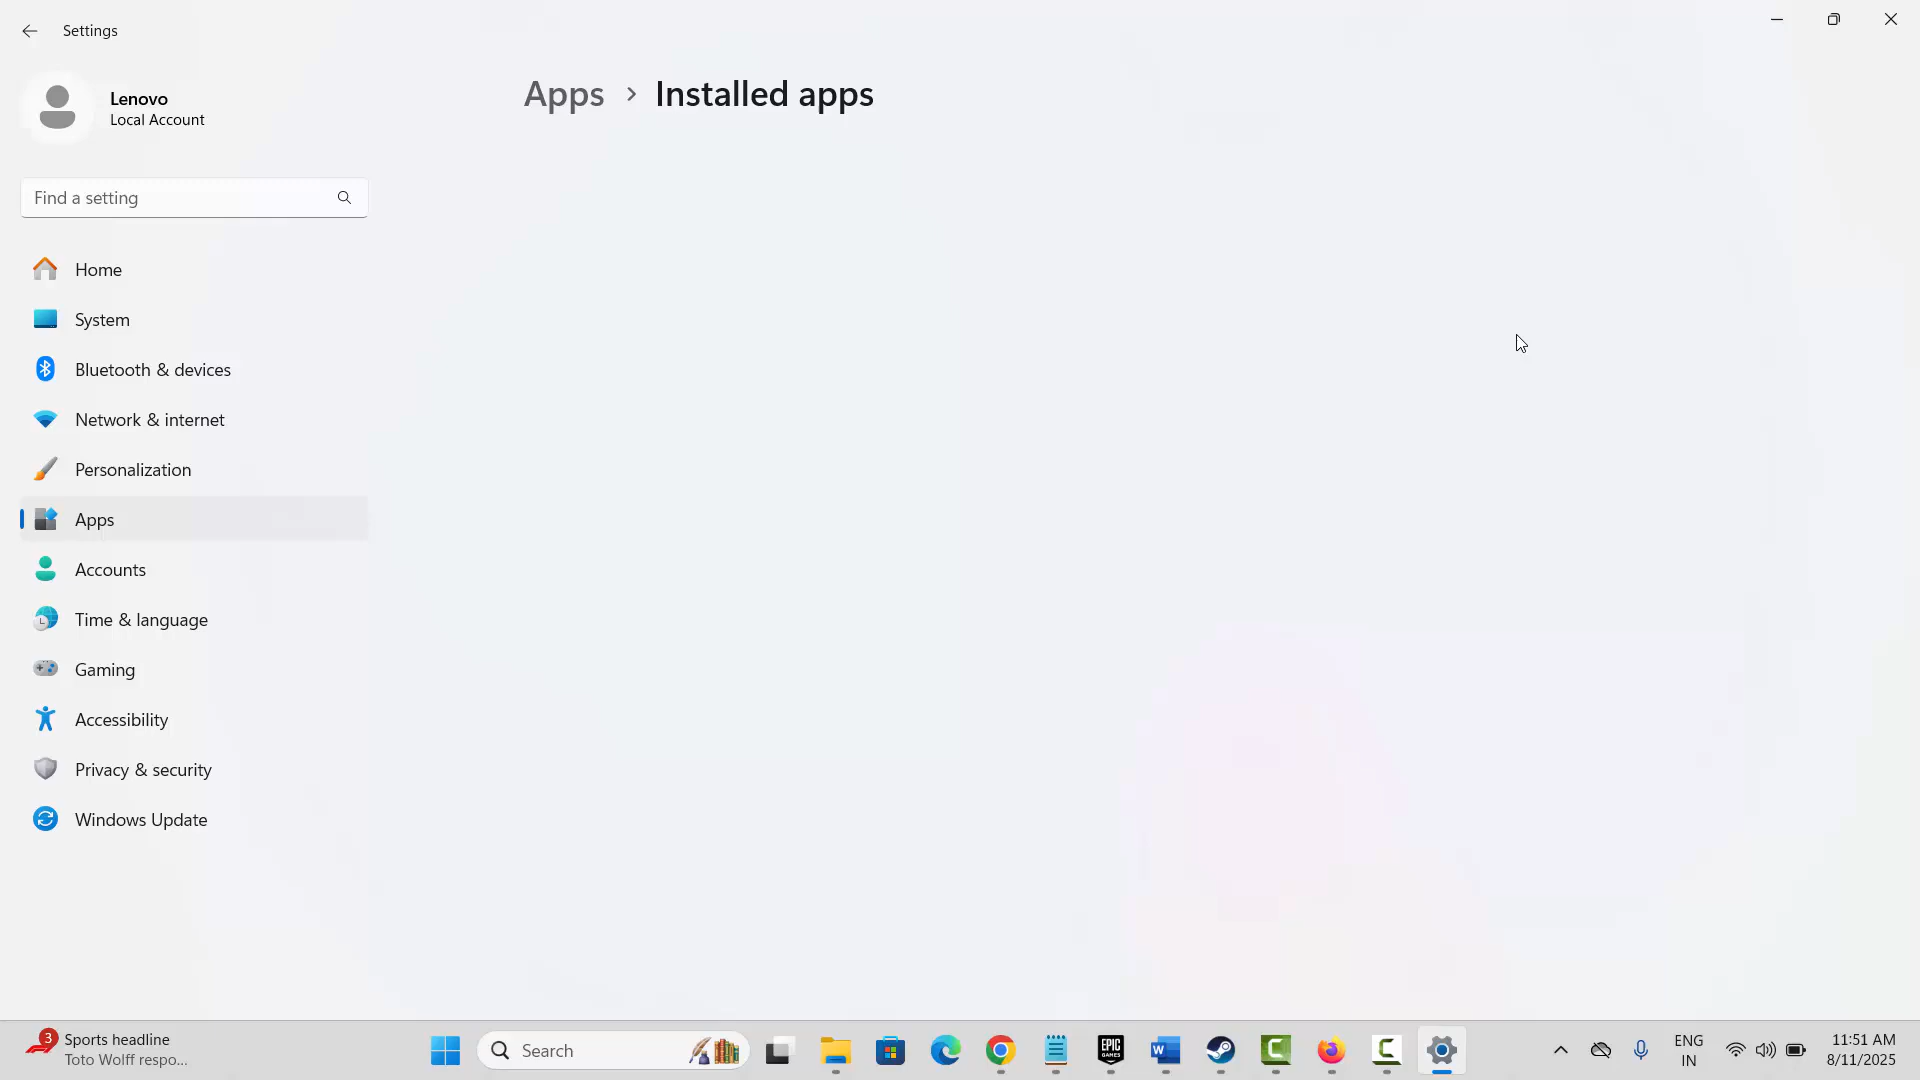 Settings
Lenovo
Local Account
Find a setting
Home
System
Bluetooth & devices
Network & internet
Personalization
Apps
Accounts
Time & language
Gaming
Accessibility
Privacy & security
Windows Update
Apps > Installed apps
3
Sports headline
Toto Wolff respo...
Search
EPIC
GAMES
W
C
C
ENG
IN
11:51 AM
8/11/2025